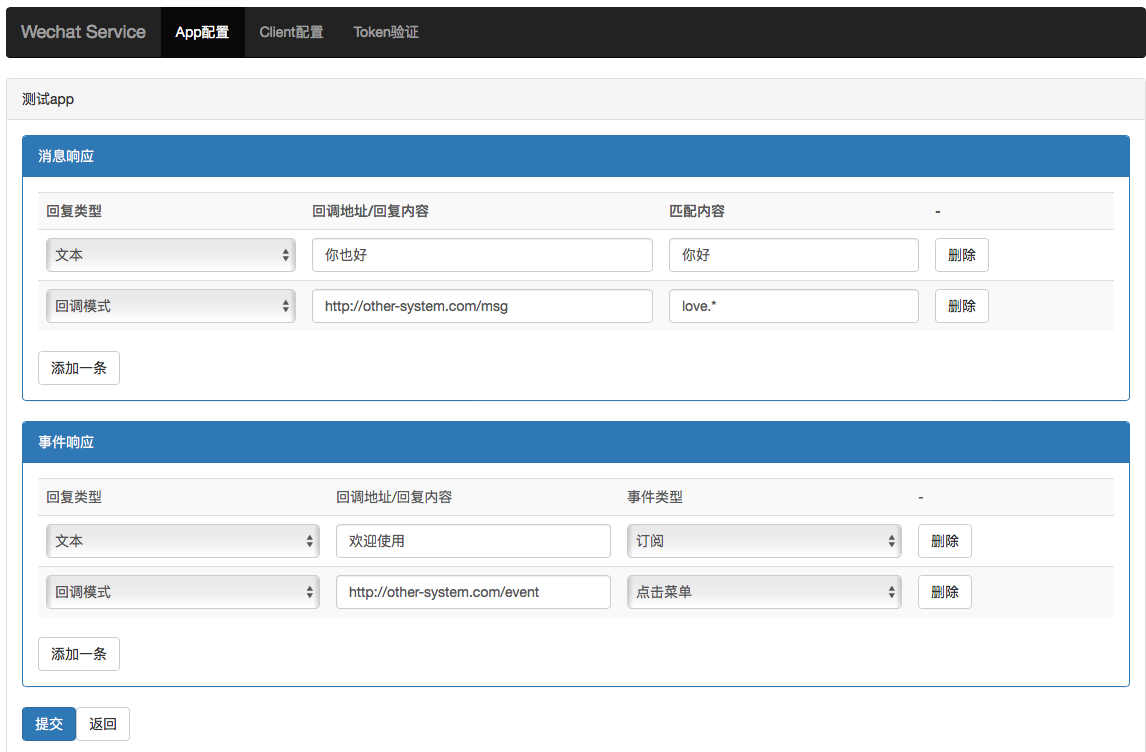 Wechat Service App配置 Client配置 Token验证
测试app
消息响应
回复类型 回调地址/回复内容 匹配内容 -
文本 你也好 你好 删除
回调模式 http://other-system.com/msg love.* 删除
添加一条
事件响应
回复类型 回调地址/回复内容 事件类型 -
文本 欢迎使用 订阅 删除
回调模式 http://other-system.com/event 点击菜单 删除
添加一条
提交 返回